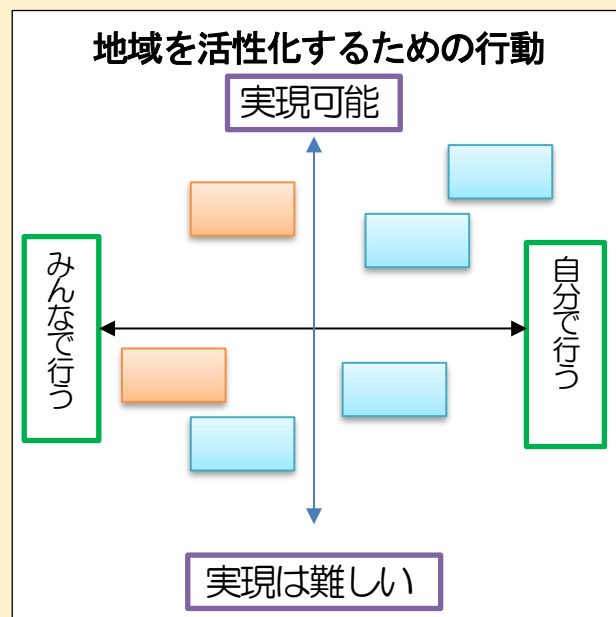 地域を活性化するための行動
実現可能
みんなで行う
自分で行う
実現は難しい